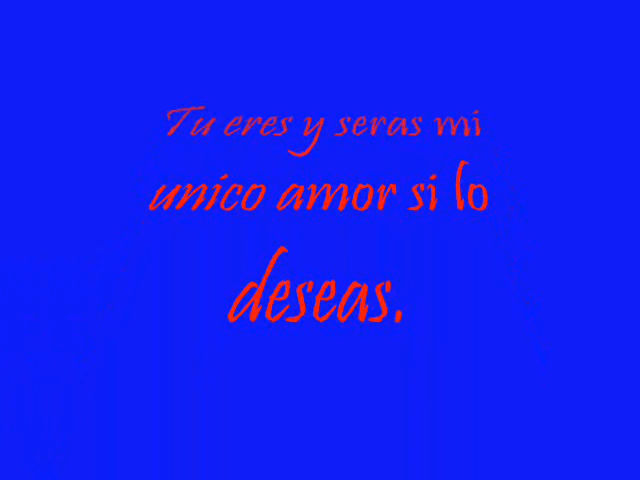 Tu eres y seras mi
unico amor si lo
deseas.